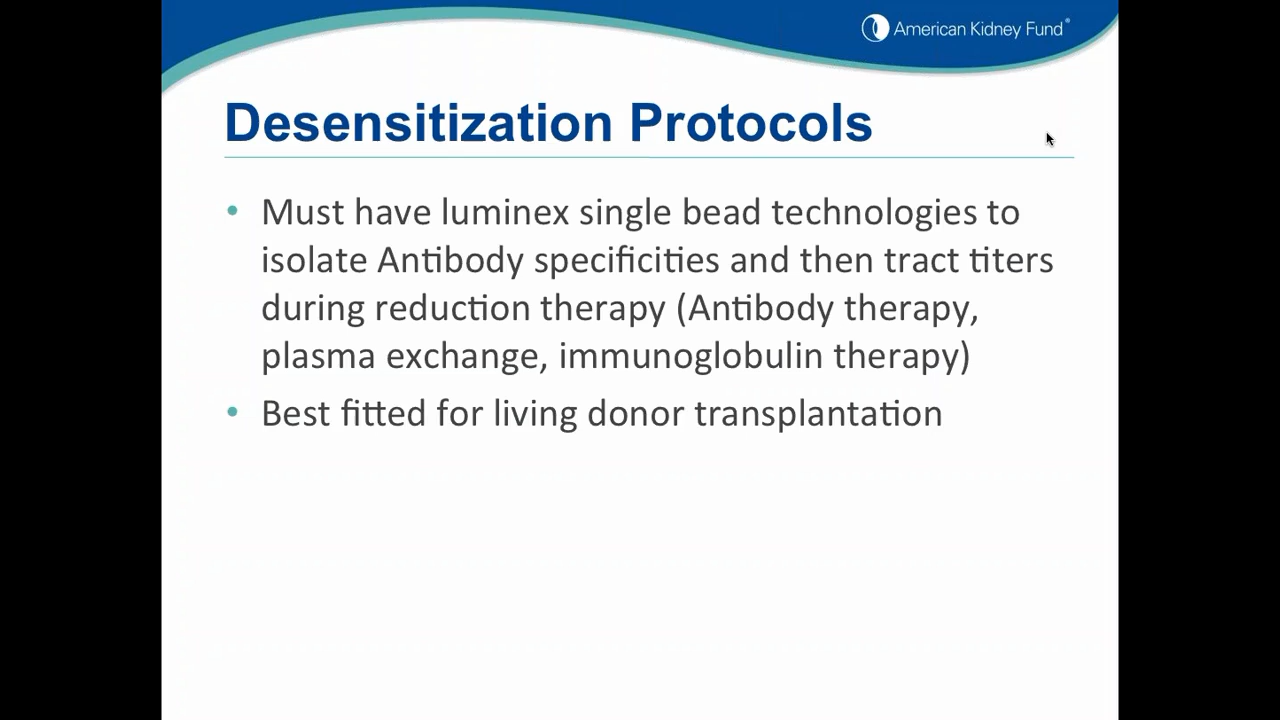 American Kidney Fund®
Desensitization Protocols
• Must have luminex single bead technologies to
isolate Antibody specificities and then tract titers
during reduction therapy (Antibody therapy,
plasma exchange, immunoglobulin therapy)
• Best fitted for living donor transplantation